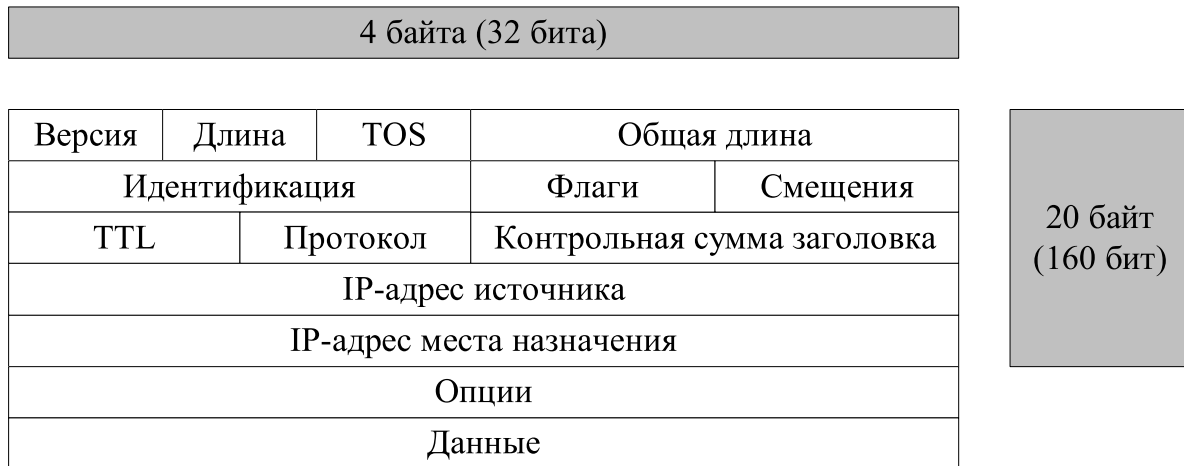 4 байта (32 бита)
Версия Длина TOS Общая длина
Идентификация Флаги Смещения
TTL Протокол Контрольная сумма заголовка
IP-адрес источника
IP-адрес места назначения
Опции
Данные
20 байт
(160 бит)